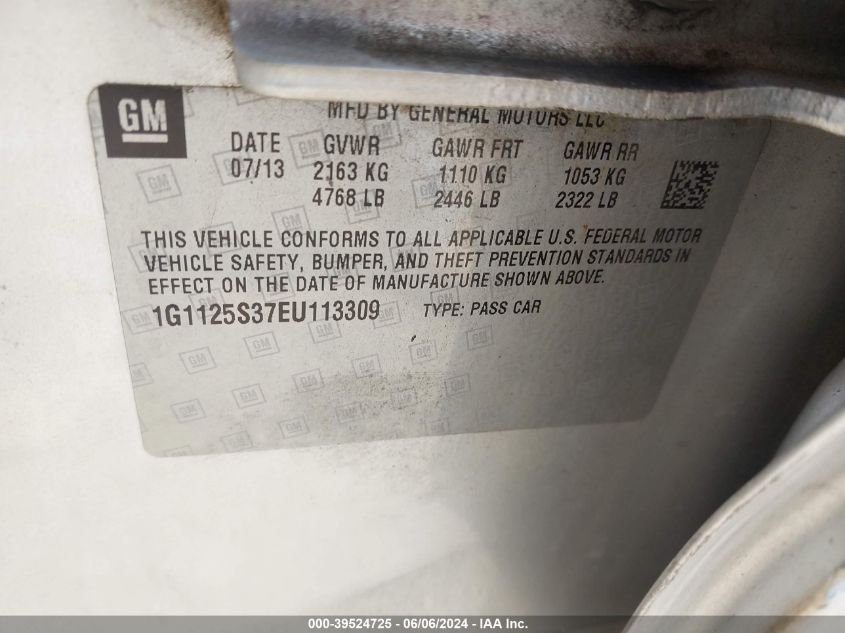 GM
MFD BY GENERAL MOTORS LLC
DATE GVWR GAWR FRT GAWR RR
07/13 2163 KG 1110 KG 1053 KG
4768 LB 2446 LB 2322 LB
THIS VEHICLE CONFORMS TO ALL APPLICABLE U.S. FEDERAL MOTOR
VEHICLE SAFETY, BUMPER, AND THEFT PREVENTION STANDARDS IN
EFFECT ON THE DATE OF MANUFACTURE SHOWN ABOVE.
1G1125S37EU113309 TYPE: PASS CAR
000-39524725 - 06/06/2024 - IAA Inc.